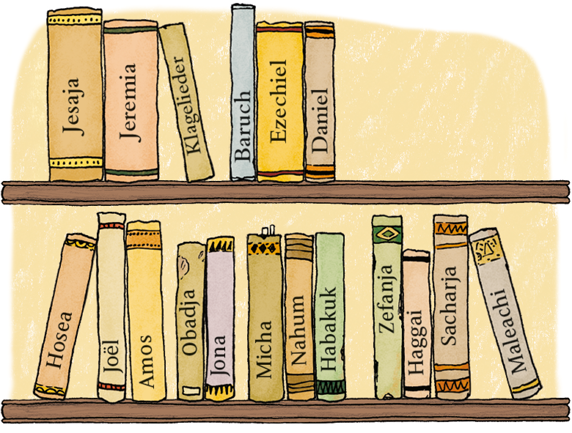 Jesaja
Jeremia
Klagelieder
Baruch
Ezechiel
Daniel
Hosea
Joël
Amos
Obadja
Jona
Micha
Nahum
Habakuk
Zefanja
Haggai
Sacharja
Maleachi